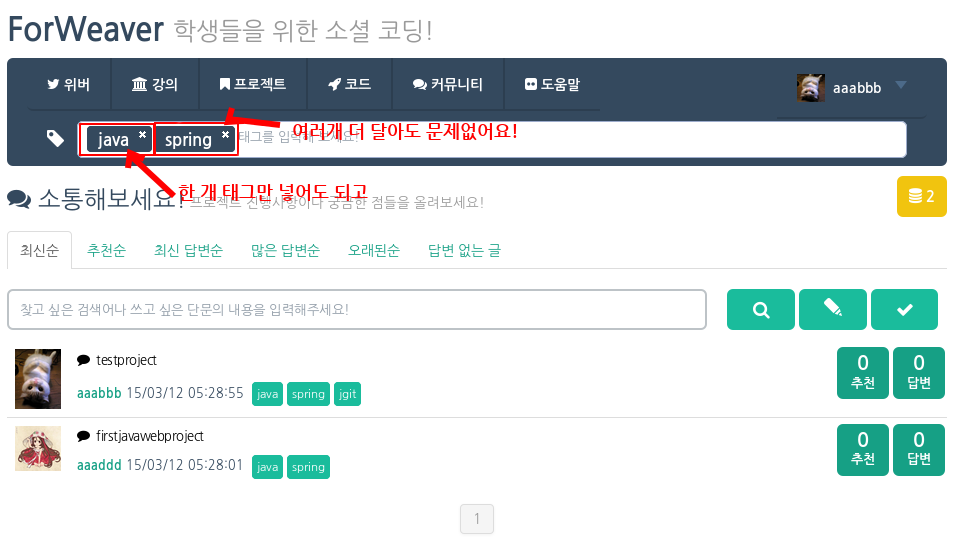 ForWeaver 학생들을 위한 소셜 코딩!
위버 강의 프로젝트 코드 커뮤니티 도움말 aaabbb
java × spring × 태그를 입력해 보세요!
여러개 더 달아도 문제없어요!
한 개 태그만 넣어도 되고
소통해보세요! 프로젝트 진행사항이나 궁금한 점들을 올려보세요!
2
최신순 추천순 최신 답변순 많은 답변순 오래된순 답변 없는 글
찾고 싶은 검색어나 쓰고 싶은 단문의 내용을 입력해주세요!
testproject
aaabbb 15/03/12 05:28:55 java spring jgit
0 추천 0 답변
firstjavawebproject
aaaddd 15/03/12 05:28:01 java spring
0 추천 0 답변
1